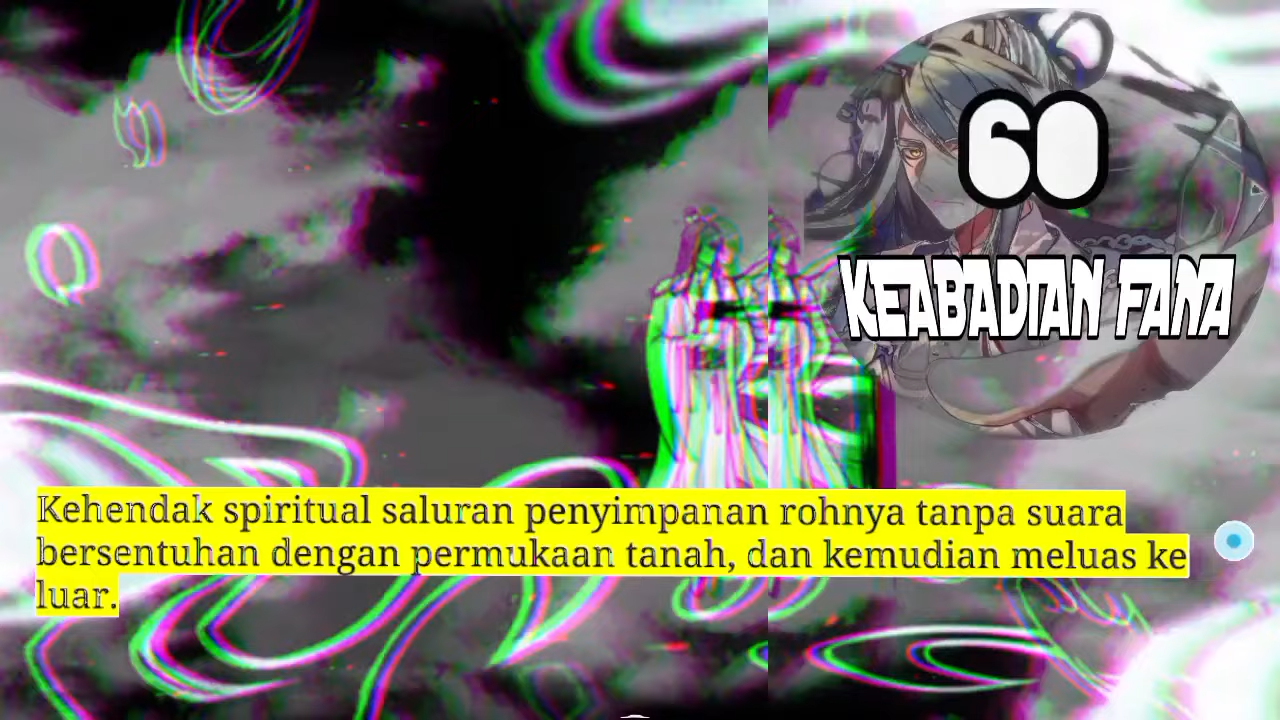 60
KEABADIAN FANA
Kehendak spiritual saluran penyimpanan rohnya tanpa suara
bersentuhan dengan permukaan tanah, dan kemudian meluas ke
luar.